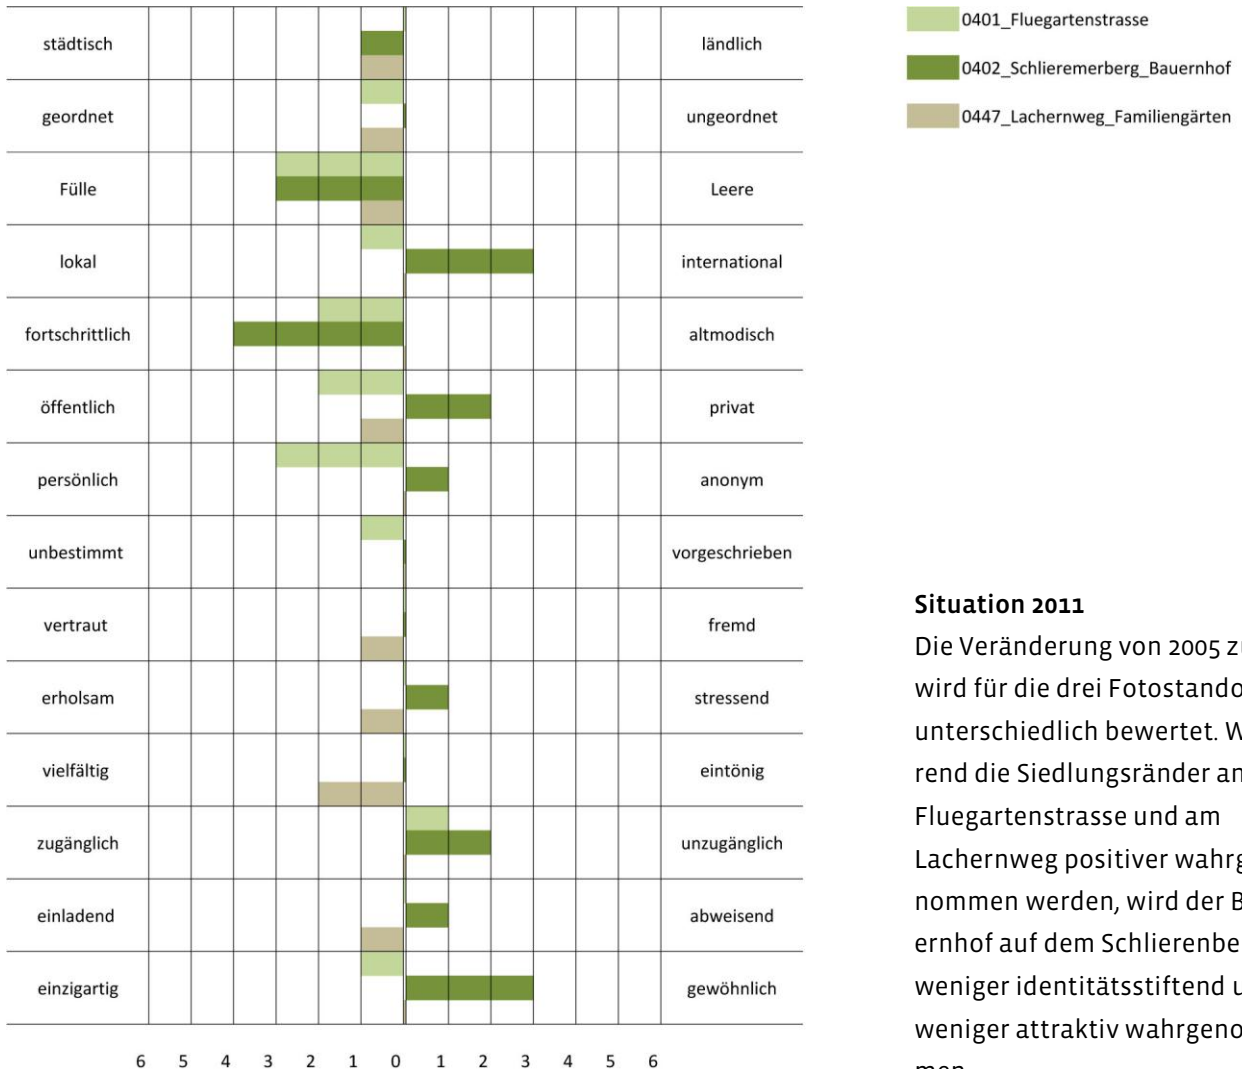 städtisch ländlich
geordnet ungeordnet
Fülle Leere
lokal international
fortschrittlich altmodisch
öffentlich privat
persönlich anonym
unbestimmt vorgeschrieben
vertraut fremd
erholsam stressend
vielfältig eintönig
zugänglich unzugänglich
einladend abweisend
einzigartig gewöhnlich
6 5 4 3 2 1 0 1 2 3 4 5 6
0401_Fluegartenstrasse
0402_Schlieremerberg_Bauernhof
0447_Lachernweg_Familiengärten
Situation 2011
Die Veränderung von 2005 z
wird für die drei Fotostando
unterschiedlich bewertet. W
rend die Siedlungsränder an
Fluegartenstrasse und am
Lachernweg positiver wahrg
nommen werden, wird der B
ernhof auf dem Schlierenbe
weniger identitätsstiftend u
weniger attraktiv wahrgeno